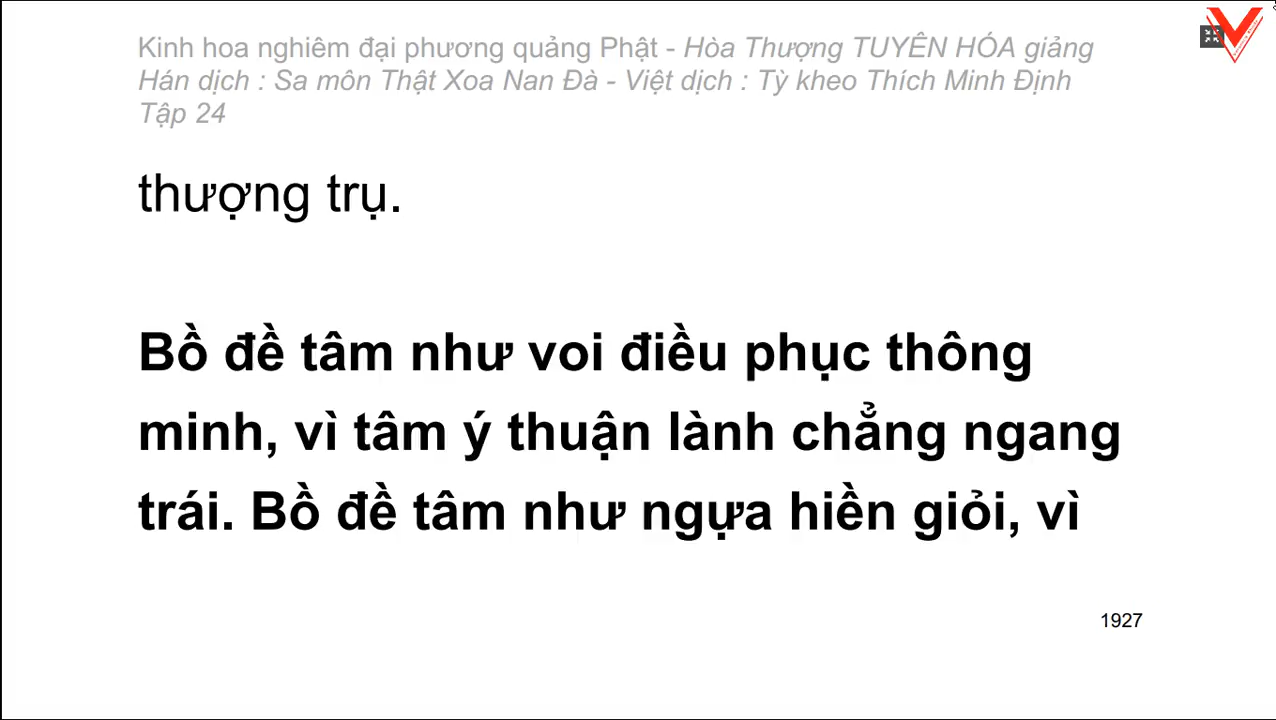 Kinh hoa nghiêm đại phương quảng Phật - Hòa Thượng TUYÊN HÓA giảng
Hán dịch : Sa môn Thật Xoa Nan Đà - Việt dịch : Tỳ kheo Thích Minh Định
Tập 24
thượng trụ.
Bồ đề tâm như voi điều phục thông
minh, vì tâm ý thuận lành chẳng ngang
trái. Bồ đề tâm như ngựa hiền giỏi, vì
1927